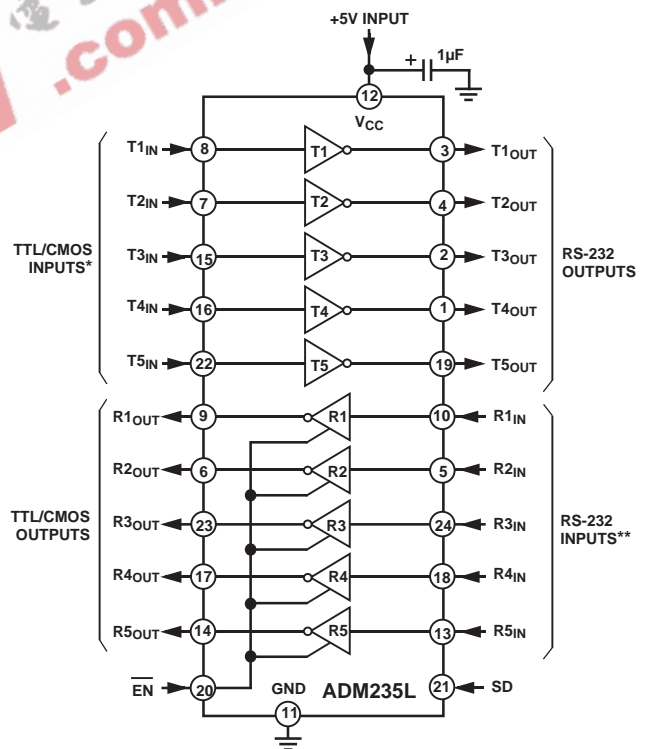 .com
+5V INPUT
+ 1µF
12
VCC
T1IN 8 T1 3 T1OUT
T2IN 7 T2 4 T2OUT
T3IN 15 T3 2 T3OUT
T4IN 16 T4 1 T4OUT
T5IN 22 T5 19 T5OUT
TTL/CMOS
INPUTS*
RS-232
OUTPUTS
R1OUT 9 R1 10 R1IN
R2OUT 6 R2 5 R2IN
R3OUT 23 R3 24 R3IN
R4OUT 17 R4 18 R4IN
R5OUT 14 R5 13 R5IN
TTL/CMOS
OUTPUTS
RS-232
INPUTS**
EN 20 GND ADM235L 21 SD
11